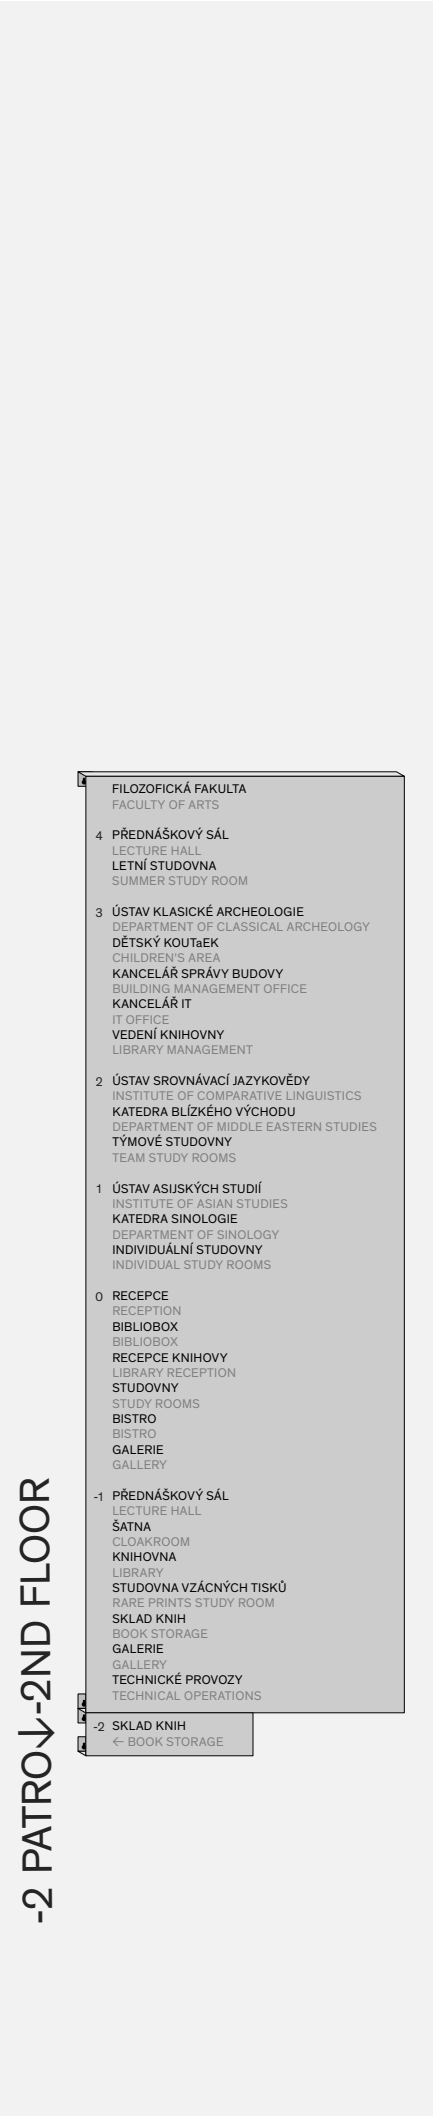 FILOZOFICKÁ FAKULTA
FACULTY OF ARTS
4 PŘEDNÁŠKOVÝ SÁL
LECTURE HALL
LETNÍ STUDOVNA
SUMMER STUDY ROOM
3 ÚSTAV KLASICKÉ ARCHEOLOGIE
DEPARTMENT OF CLASSICAL ARCHEOLOGY
DĚTSKÝ KOUTaEK
CHILDREN'S AREA
KANCELÁŘ SPRÁVY BUDOVY
BUILDING MANAGEMENT OFFICE
KANCELÁŘ IT
IT OFFICE
VEDENÍ KNIHOVNY
LIBRARY MANAGEMENT
2 ÚSTAV SROVNÁVACÍ JAZYKOVĚDY
INSTITUTE OF COMPARATIVE LINGUISTICS
KATEDRA BLÍZKÉHO VÝCHODU
DEPARTMENT OF MIDDLE EASTERN STUDIES
TÝMOVÉ STUDOVNY
TEAM STUDY ROOMS
1 ÚSTAV ASIJSKÝCH STUDIÍ
INSTITUTE OF ASIAN STUDIES
KATEDRA SINOLOGIE
DEPARTMENT OF SINOLOGY
INDIVIDUÁLNÍ STUDOVNY
INDIVIDUAL STUDY ROOMS
0 RECEPCE
RECEPTION
BIBLIOBOX
BIBLIOBOX
RECEPCE KNIHOVY
LIBRARY RECEPTION
STUDOVNY
STUDY ROOMS
BISTRO
BISTRO
GALERIE
GALLERY
-1 PŘEDNÁŠKOVÝ SÁL
LECTURE HALL
ŠATNA
CLOAKROOM
KNIHOVNA
LIBRARY
STUDOVNA VZÁCNÝCH TISKŮ
RARE PRINTS STUDY ROOM
SKLAD KNIH
BOOK STORAGE
GALERIE
GALLERY
TECHNICKÉ PROVOZY
TECHNICAL OPERATIONS
-2 SKLAD KNIH
← BOOK STORAGE
-2 PATRO↓-2ND FLOOR